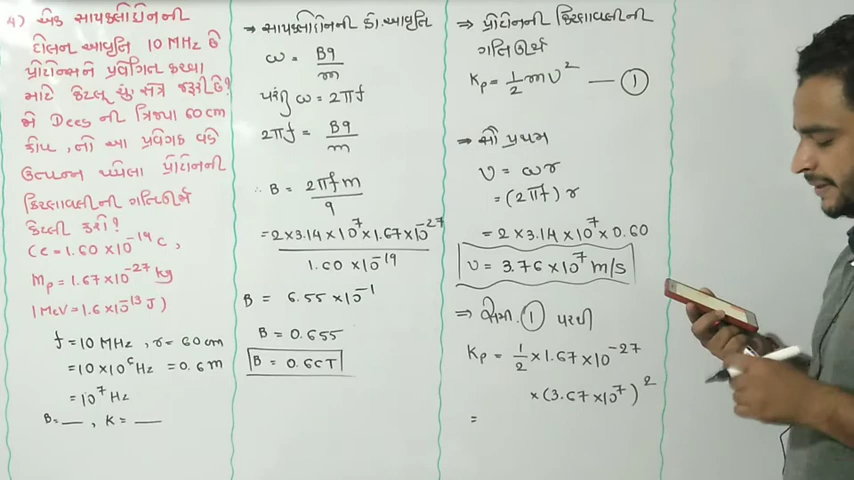 4) એક સાયક્લોટ્રોનની
દોલન આવૃત્તિ 10 MHz છે
પ્રોટોન્સને પ્રવેગિત કરવા
માટે કેટલું ચું. ક્ષેત્ર જરૂરી છે?
જો Dees ની ત્રિજ્યા 60 cm
હોય, તો આ પ્રવેગક વડે
ઉત્પન્ન થયેલા પ્રોટોનની
કિરણાવલીની ગતિઊર્જા
કેટલી હશે?
(e = 1.60 × 10⁻¹⁹ C,
mₚ = 1.67 × 10⁻²⁷ kg
1 MeV = 1.6 × 10⁻¹³ J)
f = 10 MHz, r = 60 cm
= 10 × 10⁶ Hz = 0.6 m
= 10⁷ Hz
B = __ , K = __
⇒ સાયક્લોટ્રોનની કો. આવૃત્તિ
ω = Bq / m
પરંતુ ω = 2πf
2πf = Bq / m
∴ B = 2πfm / q
= 2 × 3.14 × 10⁷ × 1.67 × 10⁻²⁷ / 1.60 × 10⁻¹⁹
B = 6.55 × 10⁻¹
B = 0.655
B = 0.66T
⇒ પ્રોટોનની કિરણાવલીની
ગતિઊર્જા
Kₚ = 1/2 mv² — ①
⇒ સૌ પ્રથમ
v = ωr
= (2πf) r
= 2 × 3.14 × 10⁷ × 0.60
v = 3.76 × 10⁷ m/s
⇒ સમી. ① પરથી
Kₚ = 1/2 × 1.67 × 10⁻²⁷
× (3.67 × 10⁷)²
=